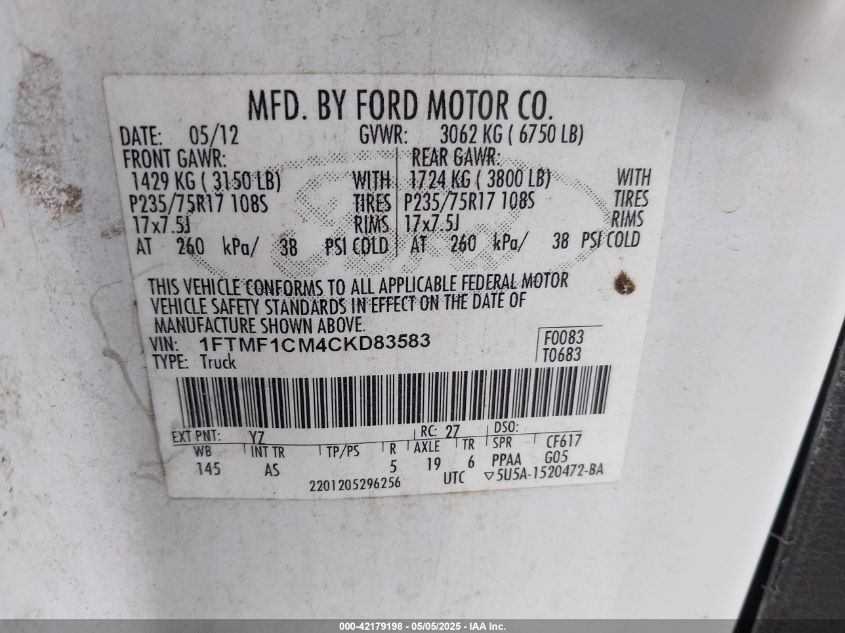 MFD. BY FORD MOTOR CO.
DATE: 05/12 GVWR: 3062 KG ( 6750 LB)
FRONT GAWR: REAR GAWR:
1429 KG ( 3150 LB) WITH 1724 KG ( 3800 LB) WITH
P235/75R17 108S TIRES P235/75R17 108S TIRES
17x7.5J RIMS 17x7.5J RIMS
AT 260 kPa/ 38 PSI COLD AT 260 kPa/ 38 PSI COLD
THIS VEHICLE CONFORMS TO ALL APPLICABLE FEDERAL MOTOR
VEHICLE SAFETY STANDARDS IN EFFECT ON THE DATE OF
MANUFACTURE SHOWN ABOVE.
VIN: 1FTMF1CM4CKD83583 F0083
TYPE: Truck T0683
EXT PNT: YZ RC: 27 DSO:
WB INT TR TP/PS R AXLE TR SPR CF617
145 AS 5 19 6 PPAA G05
2201205296256 UTC ▽5U5A-1520472-BA
000-42179198 - 05/05/2025 - IAA Inc.